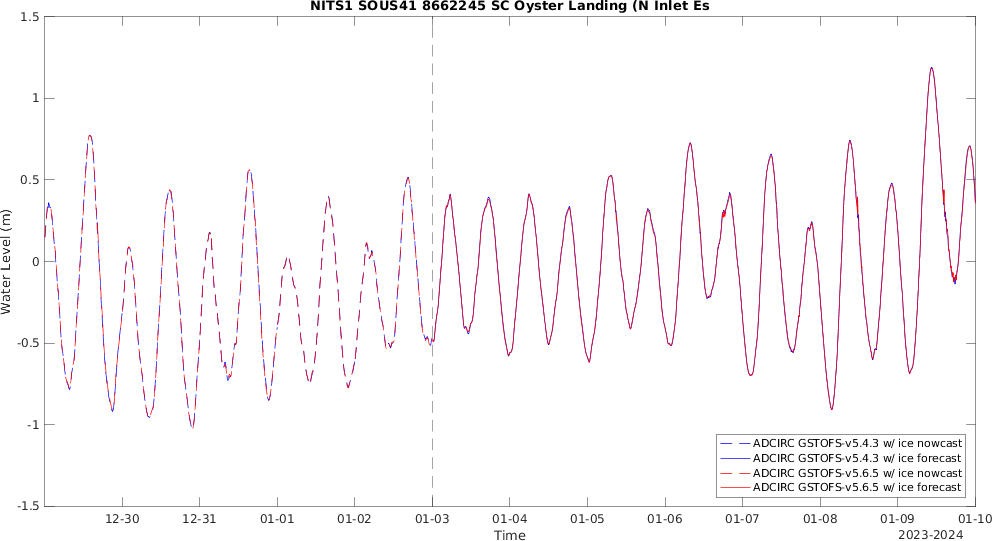 NITS1 SOUS41 8662245 SC Oyster Landing (N Inlet Es
1.5
1
0.5
0
-0.5
-1
-1.5
Water Level (m)
12-30 12-31 01-01 01-02 01-03 01-04 01-05 01-06 01-07 01-08 01-09 01-10
Time
2023-2024
ADCIRC GSTOFS-v5.4.3 w/ ice nowcast
ADCIRC GSTOFS-v5.4.3 w/ ice forecast
ADCIRC GSTOFS-v5.6.5 w/ ice nowcast
ADCIRC GSTOFS-v5.6.5 w/ ice forecast